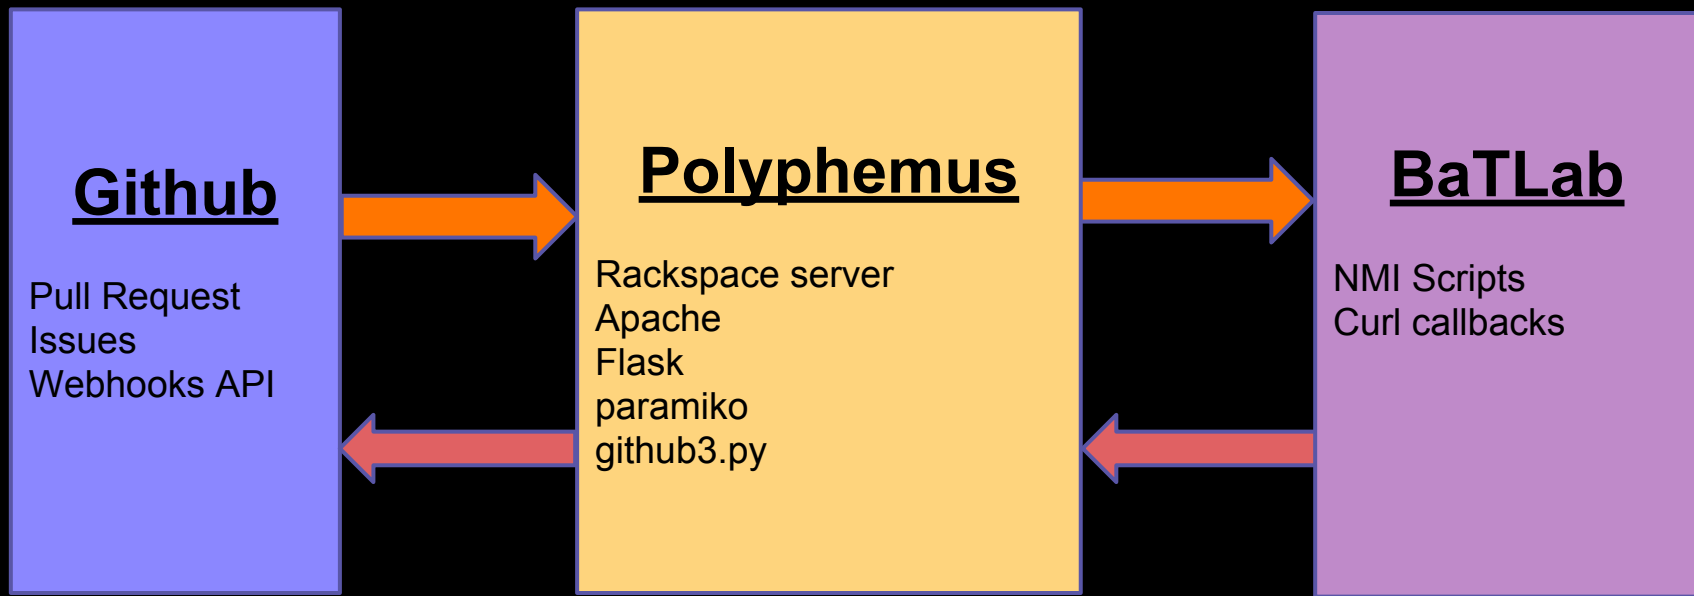 Github
Pull Request
Issues
Webhooks API
Polyphemus
Rackspace server
Apache
Flask
paramiko
github3.py
BaTLab
NMI Scripts
Curl callbacks